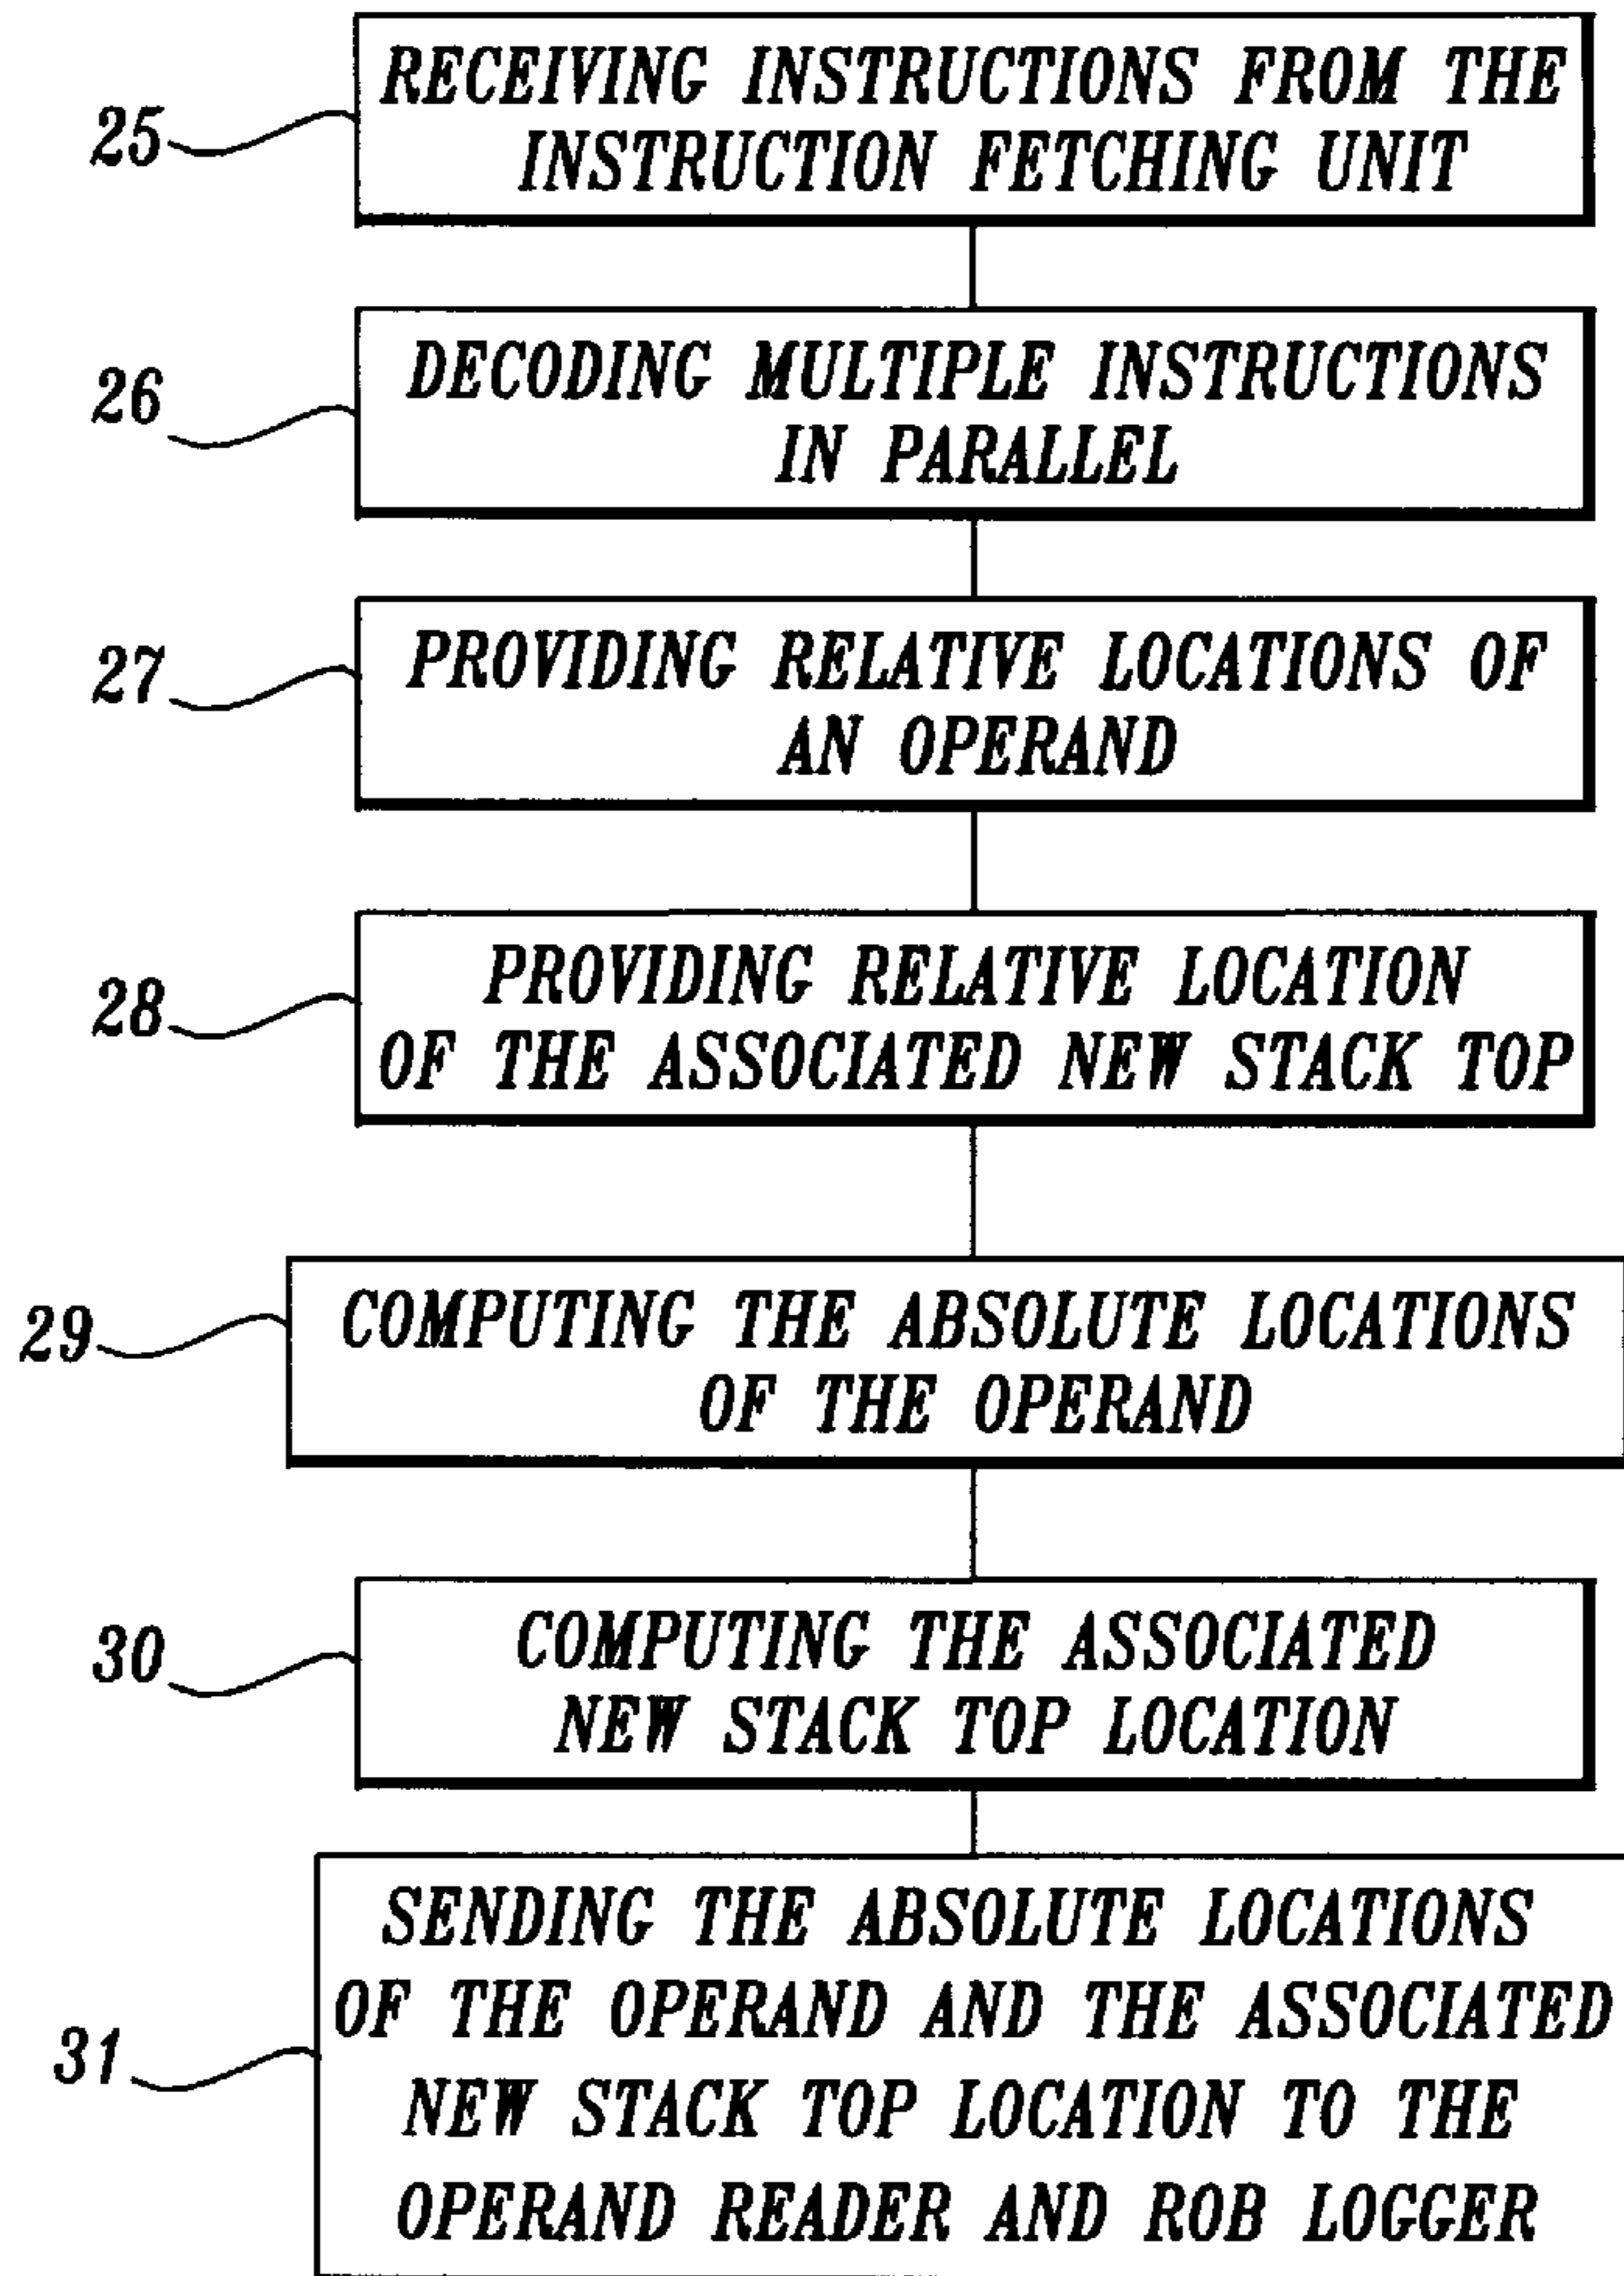 25
RECEIVING INSTRUCTIONS FROM THE
INSTRUCTION FETCHING UNIT
26
DECODING MULTIPLE INSTRUCTIONS
IN PARALLEL
27
PROVIDING RELATIVE LOCATIONS OF
AN OPERAND
28
PROVIDING RELATIVE LOCATION
OF THE ASSOCIATED NEW STACK TOP
29
COMPUTING THE ABSOLUTE LOCATIONS
OF THE OPERAND
30
COMPUTING THE ASSOCIATED
NEW STACK TOP LOCATION
31
SENDING THE ABSOLUTE LOCATIONS
OF THE OPERAND AND THE ASSOCIATED
NEW STACK TOP LOCATION TO THE
OPERAND READER AND ROB LOGGER